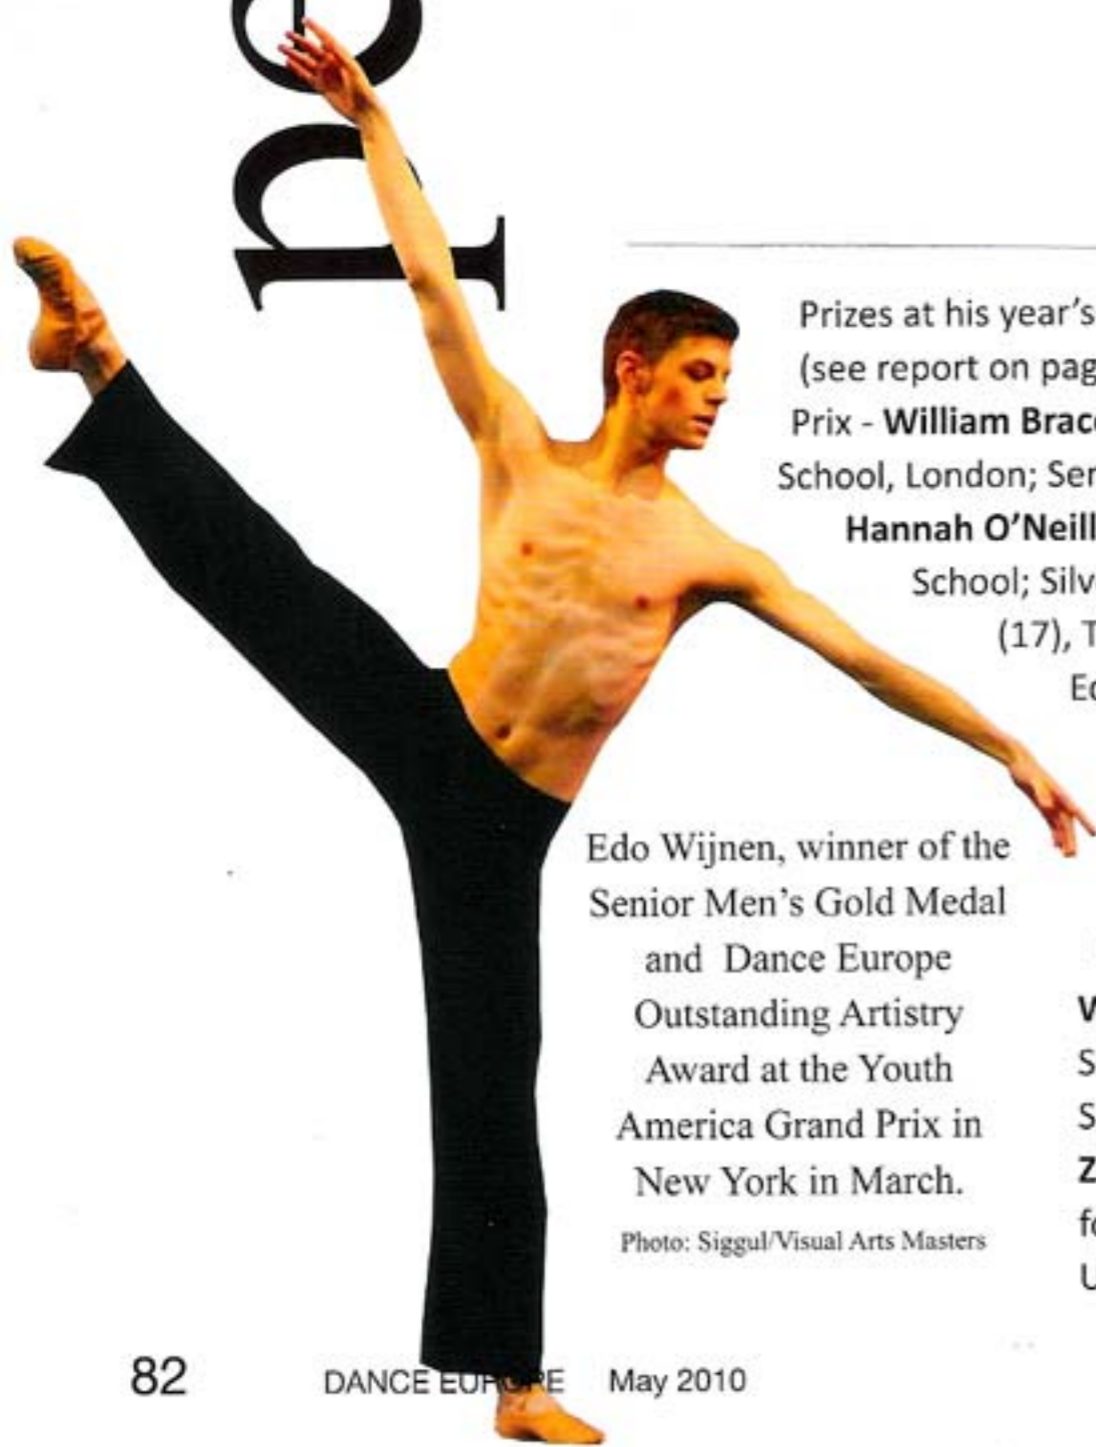 ne
Prizes at his year's
(see report on pag
Prix - William Brac
School, London; Ser
Hannah O'Neill
School; Silv
(17), T
Ed
Edo Wijnen, winner of the
Senior Men's Gold Medal
and Dance Europe
Outstanding Artistry
Award at the Youth
America Grand Prix in
New York in March.
Photo: Siggul/Visual Arts Masters
V
S
S
Z
fo
U
82 DANCE EUROPE May 2010